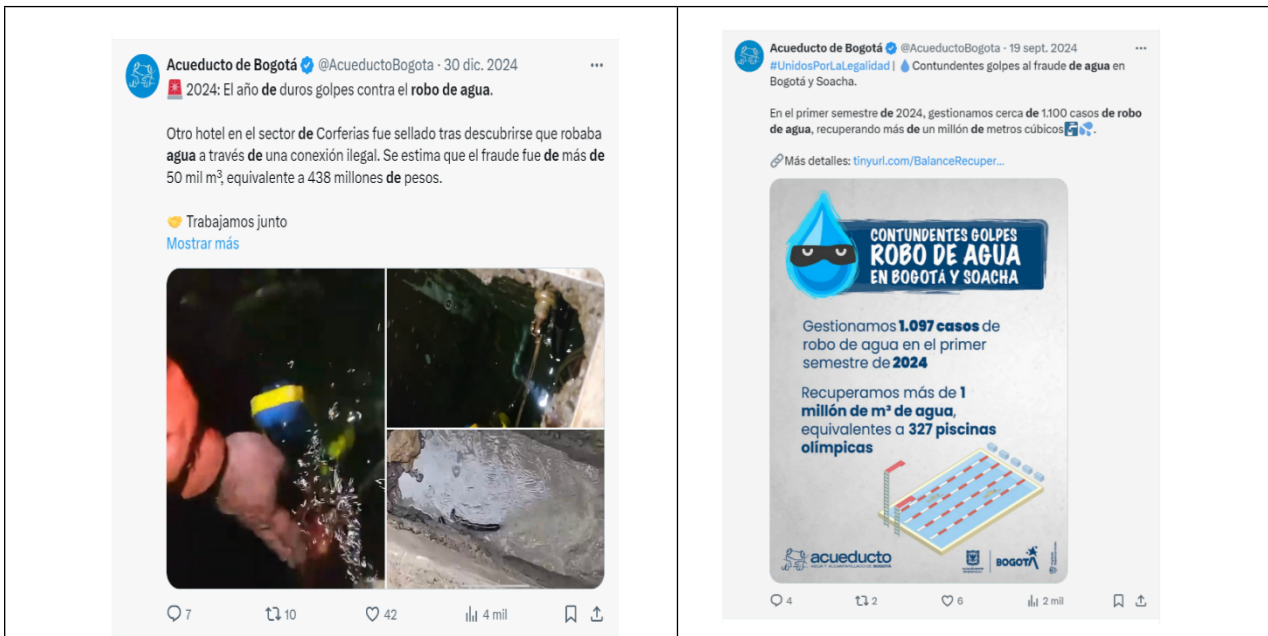 Acueducto de Bogotá @AcueductoBogota · 30 dic. 2024
🚨 2024: El año de duros golpes contra el robo de agua.
Otro hotel en el sector de Corferias fue sellado tras descubrirse que robaba
agua a través de una conexión ilegal. Se estima que el fraude fue de más de
50 mil m³, equivalente a 438 millones de pesos.
🤝 Trabajamos junto
Mostrar más
7
10
42
4 mil
Acueducto de Bogotá @AcueductoBogota · 19 sept. 2024
#UnidosPorLaLegalidad | 💧 Contundentes golpes al fraude de agua en
Bogotá y Soacha.
En el primer semestre de 2024, gestionamos cerca de 1.100 casos de robo
de agua, recuperando más de un millón de metros cúbicos🚰💦.
🔗Más detalles: tinyurl.com/BalanceRecuper...
CONTUNDENTES GOLPES
ROBO DE AGUA
EN BOGOTÁ Y SOACHA
Gestionamos 1.097 casos de
robo de agua en el primer
semestre de 2024
Recuperamos más de 1
millón de m³ de agua,
equivalentes a 327 piscinas
olímpicas
acueducto
AGUA Y ALCANTARILLADO DE BOGOTÁ
BOGOTÁ
4
2
6
2 mil